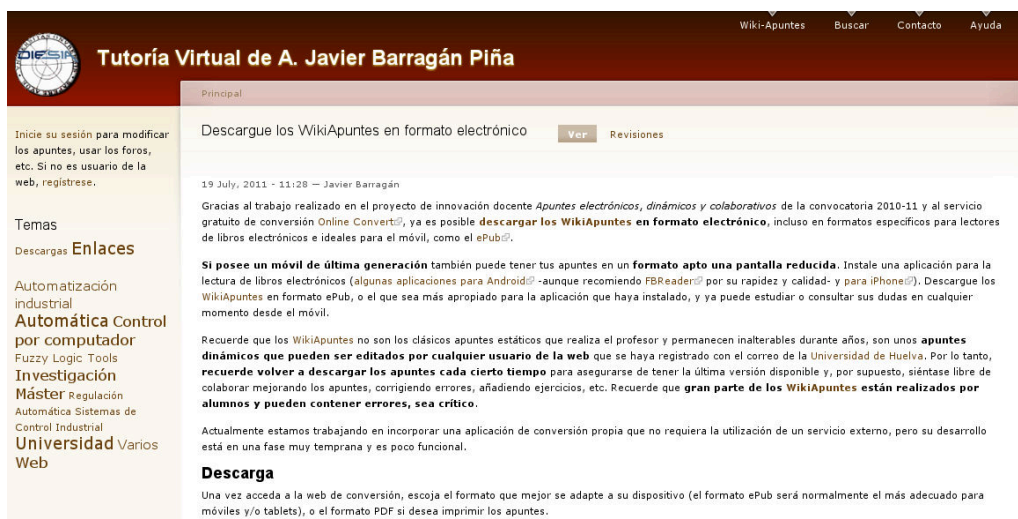 Wiki-Apuntes Buscar Contacto Ayuda
DIESIA
Tutoría Virtual de A. Javier Barragán Piña
Principal
Inicie su sesión para modificar
los apuntes, usar los foros,
etc. Si no es usuario de la
web, regístrese.
Temas
Descargas Enlaces
Automatización
industrial
Automática Control
por computador
Fuzzy Logic Tools
Investigación
Máster Regulación
Automática Sistemas de
Control Industrial
Universidad Varios
Web
Descargue los WikiApuntes en formato electrónico Ver Revisiones
19 July, 2011 - 11:28 — Javier Barragán
Gracias al trabajo realizado en el proyecto de innovación docente Apuntes electrónicos, dinámicos y colaborativos de la convocatoria 2010-11 y al servicio
gratuito de conversión Online Convert, ya es posible descargar los WikiApuntes en formato electrónico, incluso en formatos específicos para lectores
de libros electrónicos e ideales para el móvil, como el ePub.
Si posee un móvil de última generación también puede tener tus apuntes en un formato apto una pantalla reducida. Instale una aplicación para la
lectura de libros electrónicos (algunas aplicaciones para Android -aunque recomiendo FBReader por su rapidez y calidad- y para iPhone). Descargue los
WikiApuntes en formato ePub, o el que sea más apropiado para la aplicación que haya instalado, y ya puede estudiar o consultar sus dudas en cualquier
momento desde el móvil.
Recuerde que los WikiApuntes no son los clásicos apuntes estáticos que realiza el profesor y permanecen inalterables durante años, son unos apuntes
dinámicos que pueden ser editados por cualquier usuario de la web que se haya registrado con el correo de la Universidad de Huelva. Por lo tanto,
recuerde volver a descargar los apuntes cada cierto tiempo para asegurarse de tener la última versión disponible y, por supuesto, siéntase libre de
colaborar mejorando los apuntes, corrigiendo errores, añadiendo ejercicios, etc. Recuerde que gran parte de los WikiApuntes están realizados por
alumnos y pueden contener errores, sea crítico.
Actualmente estamos trabajando en incorporar una aplicación de conversión propia que no requiera la utilización de un servicio externo, pero su desarrollo
está en una fase muy temprana y es poco funcional.
Descarga
Una vez acceda a la web de conversión, escoja el formato que mejor se adapte a su dispositivo (el formato ePub será normalmente el más adecuado para
móviles y/o tablets), o el formato PDF si desea imprimir los apuntes.